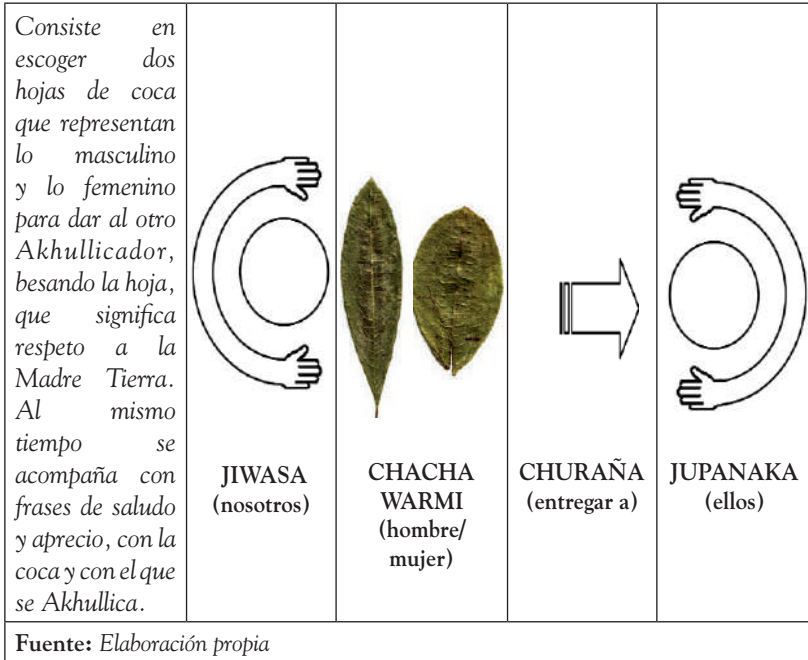 Consiste en
escoger dos
hojas de coca
que representan
lo masculino
y lo femenino
para dar al otro
Akhullicador,
besando la hoja,
que significa
respeto a la
Madre Tierra.
Al mismo
tiempo se
acompaña con
frases de saludo
y aprecio, con la
coca y con el que
se Akhullica.
JIWASA
(nosotros)
CHACHA
WARMI
(hombre/
mujer)
CHURAÑA
(entregar a)
JUPANAKA
(ellos)
Fuente: Elaboración propia